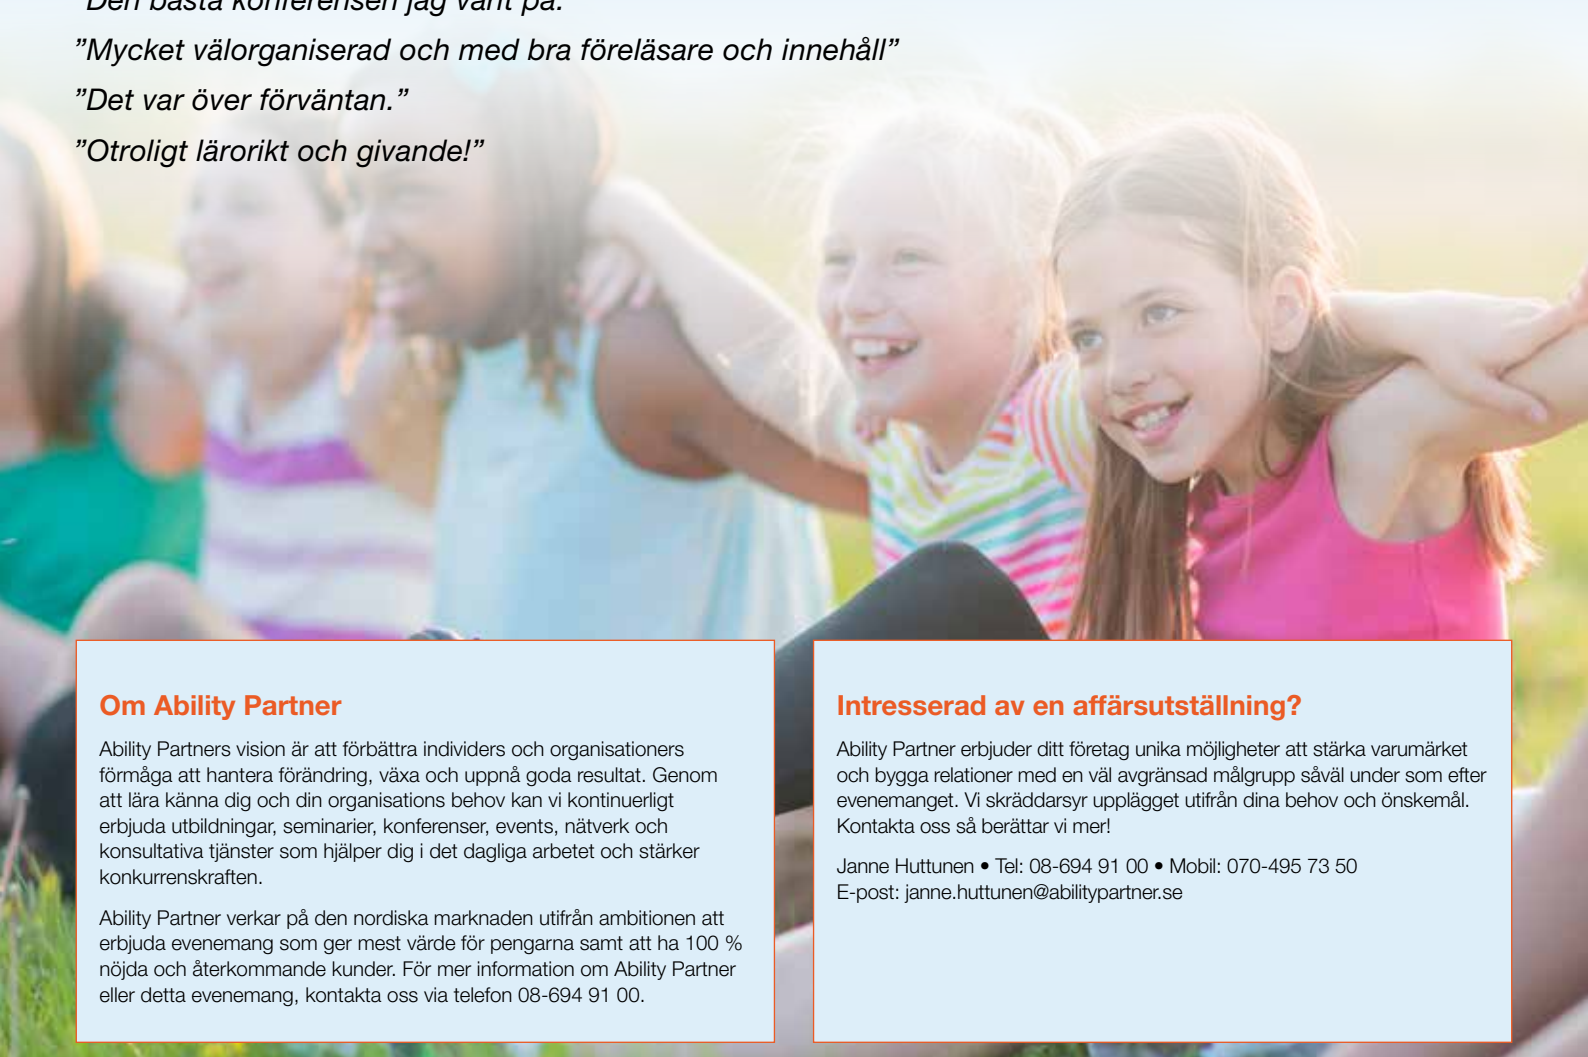 ”Den bästa konferensen jag varit på.”
”Mycket välorganiserad och med bra föreläsare och innehåll”
”Det var över förväntan.”
”Otroligt lärorikt och givande!”
Om Ability Partner
Ability Partners vision är att förbättra individers och organisationers
förmåga att hantera förändring, växa och uppnå goda resultat. Genom
att lära känna dig och din organisations behov kan vi kontinuerligt
erbjuda utbildningar, seminarier, konferenser, events, nätverk och
konsultativa tjänster som hjälper dig i det dagliga arbetet och stärker
konkurrenskraften.
Ability Partner verkar på den nordiska marknaden utifrån ambitionen att
erbjuda evenemang som ger mest värde för pengarna samt att ha 100 %
nöjda och återkommande kunder. För mer information om Ability Partner
eller detta evenemang, kontakta oss via telefon 08-694 91 00.
Intresserad av en affärsutställning?
Ability Partner erbjuder ditt företag unika möjligheter att stärka varumärket
och bygga relationer med en väl avgränsad målgrupp såväl under som efter
evenemanget. Vi skräddarsyr upplägget utifrån dina behov och önskemål.
Kontakta oss så berättar vi mer!
Janne Huttunen • Tel: 08-694 91 00 • Mobil: 070-495 73 50
E-post: janne.huttunen@abilitypartner.se